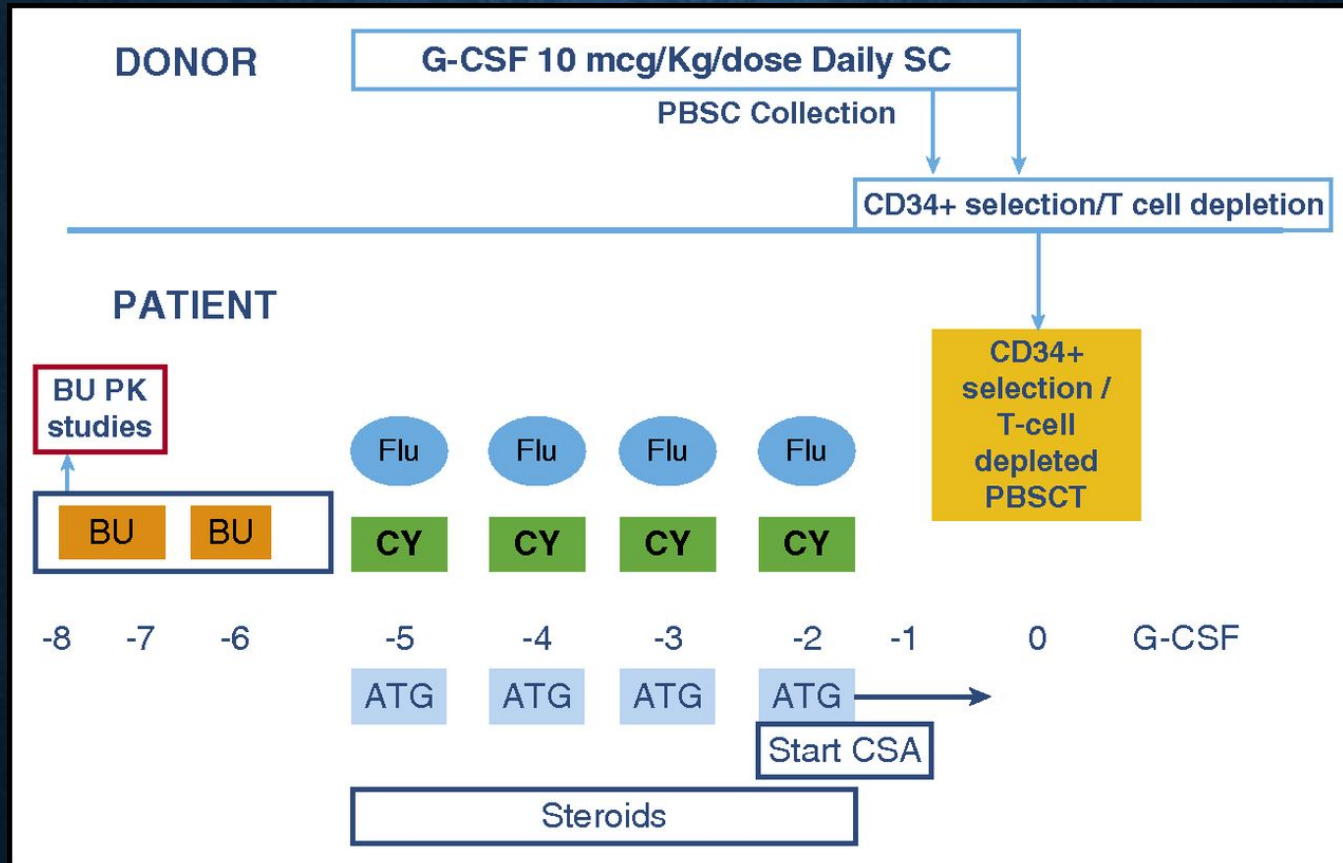 DONOR
G-CSF 10 mcg/Kg/dose Daily SC
PBSC Collection
CD34+ selection/T cell depletion
PATIENT
CD34+
selection /
T-cell
depleted
PBSCT
BU PK
studies
Flu Flu Flu Flu
BU BU
CY CY CY CY
-8 -7 -6 -5 -4 -3 -2 -1 0 G-CSF
ATG ATG ATG ATG
Start CSA
Steroids